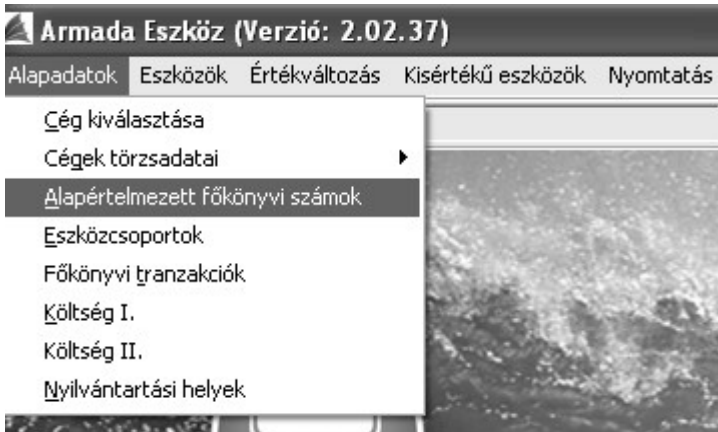 Armada Eszköz (Verzió: 2.02.37)
Alapadatok Eszközök Értékváltozás Kisértékű eszközök Nyomtatás
Cég kiválasztása
Cégek törzsadatai
Alapértelmezett főkönyvi számok
Eszközcsoportok
Főkönyvi tranzakciók
Költség I.
Költség II.
Nyilvántartási helyek